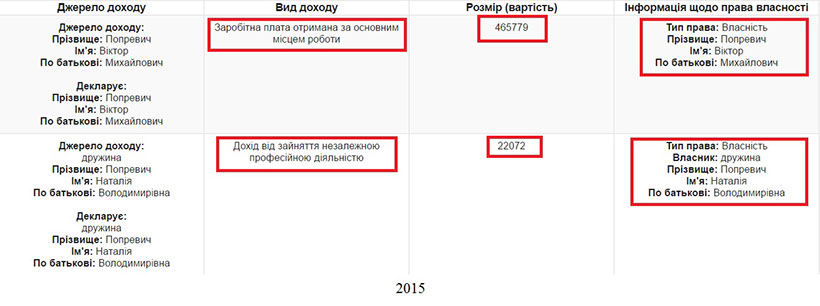 Джерело доходу Вид доходу Розмір (вартість) Інформація щодо права власності
Джерело доходу:
Прізвище: Попревич
Ім'я: Віктор
По батькові: Михайлович
Декларує:
Прізвище: Попревич
Ім'я: Віктор
По батькові: Михайлович
Заробітна плата отримана за основним
місцем роботи
465779
Тип права: Власність
Прізвище: Попревич
Ім'я: Віктор
По батькові: Михайлович
Джерело доходу:
дружина
Прізвище: Попревич
Ім'я: Наталія
По батькові: Володимирівна
Декларує:
дружина
Прізвище: Попревич
Ім'я: Наталія
По батькові: Володимирівна
Дохід від зайняття незалежною
професійною діяльністю
22072
Тип права: Власність
Власник: дружина
Прізвище: Попревич
Ім'я: Наталія
По батькові: Володимирівна
2015